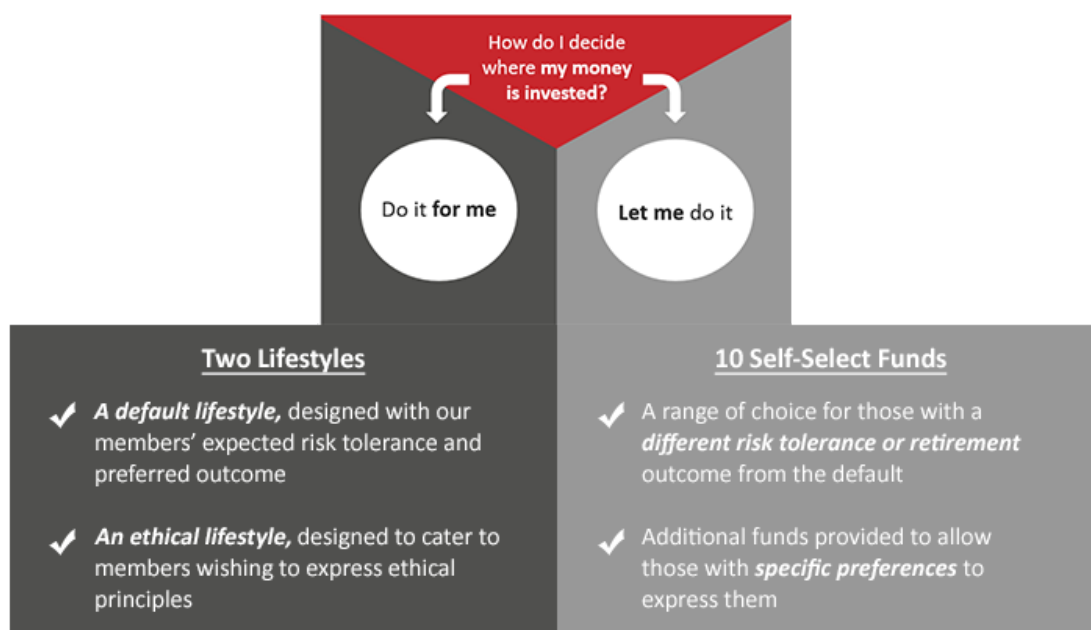 How do I decide
where my money
is invested?
Do it for me
Let me do it
Two Lifestyles
A default lifestyle, designed with our
members’ expected risk tolerance and
preferred outcome
An ethical lifestyle, designed to cater to
members wishing to express ethical
principles
10 Self-Select Funds
A range of choice for those with a
different risk tolerance or retirement
outcome from the default
Additional funds provided to allow
those with specific preferences to
express them